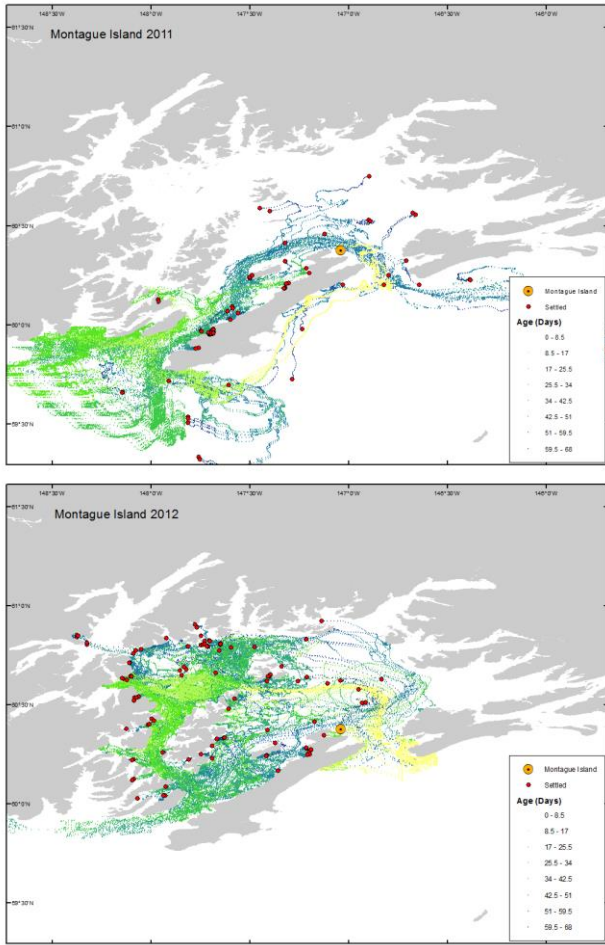 148°30'W 148°0'W 147°30'W 147°0'W 146°30'W 146°0'W
Montague Island 2011
61°30'N
61°0'N
60°30'N
60°0'N
59°30'N
Montague Island
Settled
Age (Days)
0 - 8.5
8.5 - 17
17 - 25.5
25.5 - 34
34 - 42.5
42.5 - 51
51 - 59.5
59.5 - 68
148°30'W 148°0'W 147°30'W 147°0'W 146°30'W 146°0'W
Montague Island 2012
61°30'N
61°0'N
60°30'N
60°0'N
59°30'N
Montague Island
Settled
Age (Days)
0 - 8.5
8.5 - 17
17 - 25.5
25.5 - 34
34 - 42.5
42.5 - 51
51 - 59.5
59.5 - 68